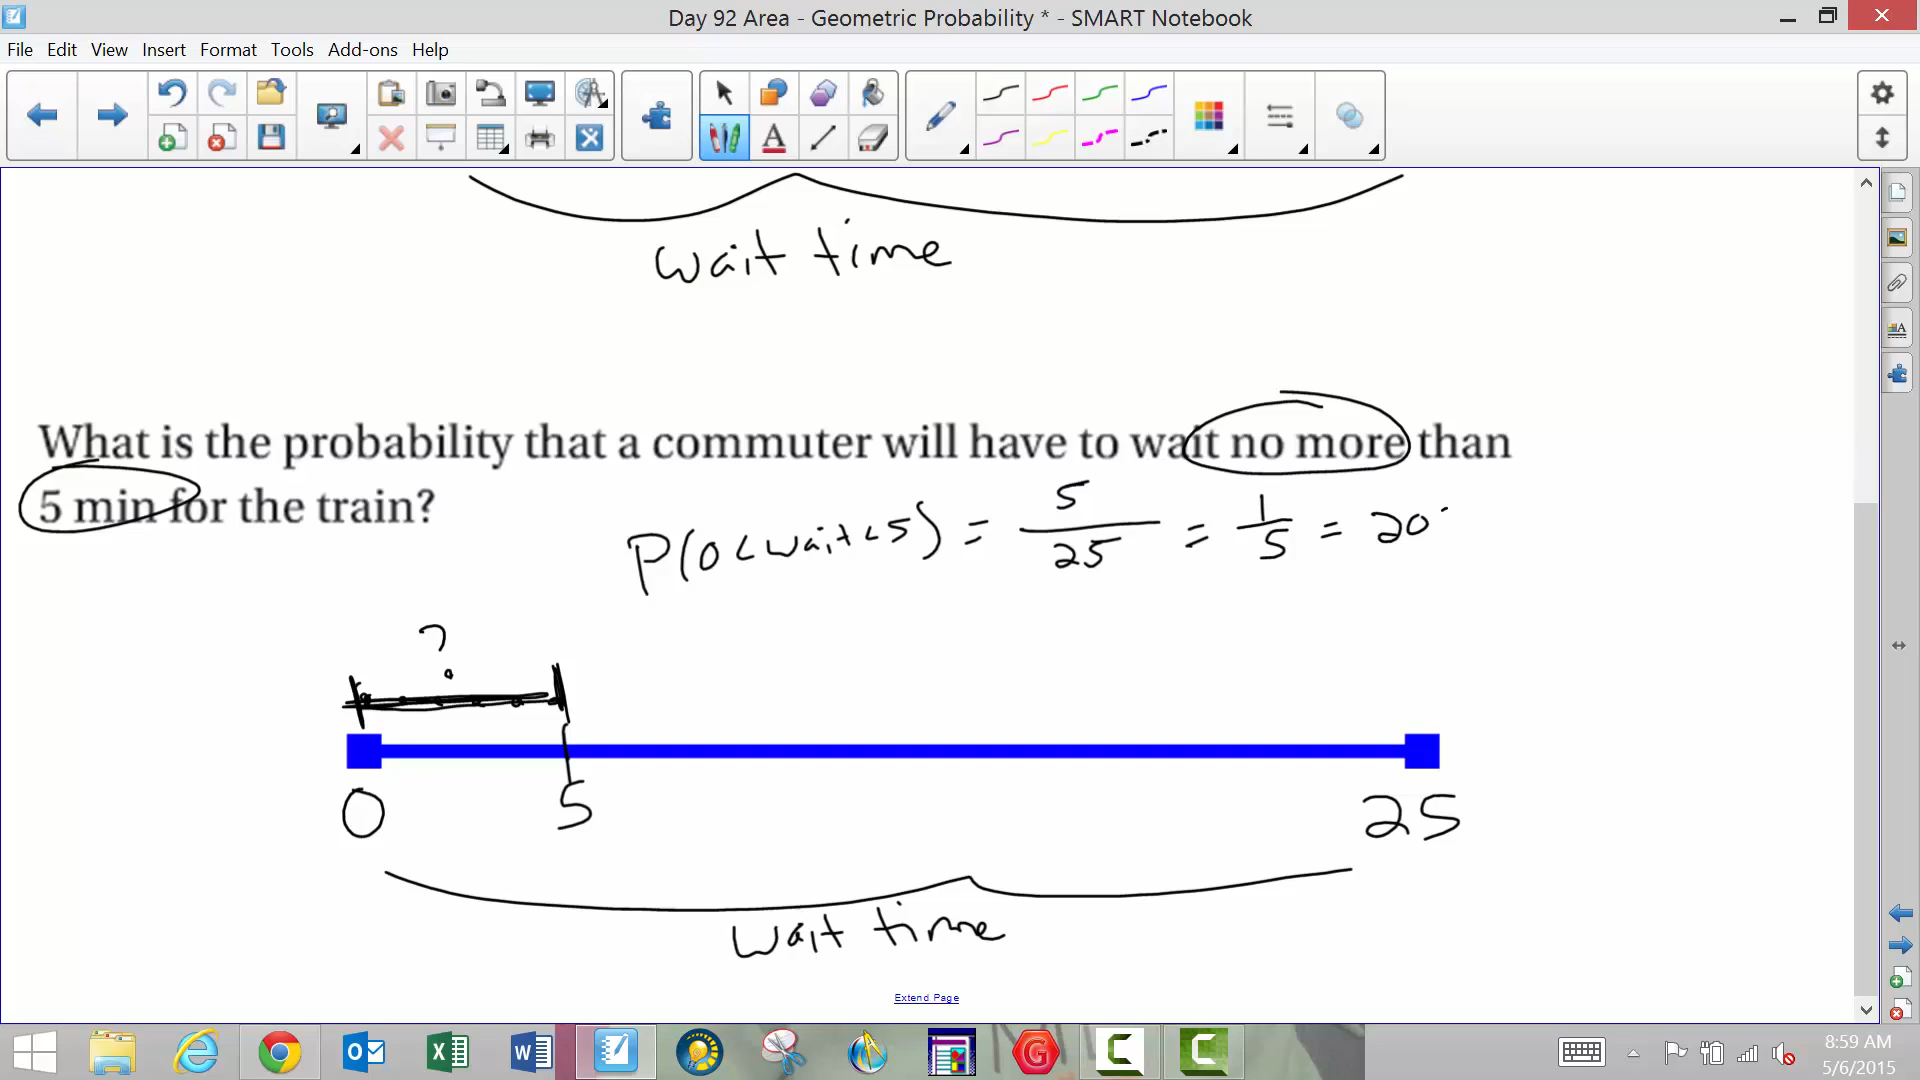 Day 92 Area - Geometric Probability * - SMART Notebook
File Edit View Insert Format Tools Add-ons Help
wait time
What is the probability that a commuter will have to wait no more than
5 min for the train?
P(0 < wait < 5) = 5/25 = 1/5 = 20
?
0 5 25
wait time
Extend Page
8:59 AM
5/6/2015